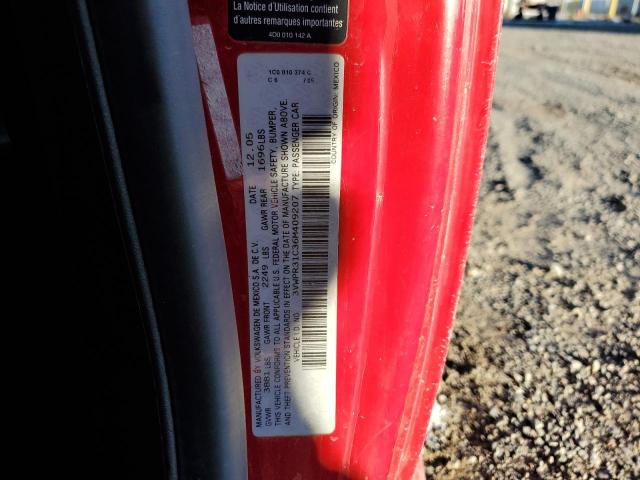 La Notice d'Utilisation contient
d'autres remarques importantes
4D0 010 142 A
1C0 010 374 C
C 6 /05
MANUFACTURED BY VOLKSWAGEN DE MEXICO S.A. DE C.V. DATE 12.05
GVWR 3881 LBS GAWR FRONT 2249 LBS GAWR REAR 1696LBS
THIS VEHICLE CONFORMS TO ALL APPLICABLE U.S. FEDERAL MOTOR VEHICLE SAFETY, BUMPER,
AND THEFT PREVENTION STANDARDS IN EFFECT ON THE DATE OF MANUFACTURE SHOWN ABOVE.
VEHICLE I.D. NO. 3VWPR31C36M409207 TYPE: PASSENGER CAR
COUNTRY OF ORIGIN: MEXICO